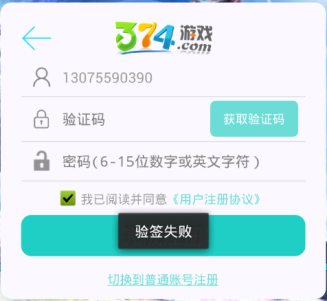 374游戏
.com
13075590390
验证码
获取验证码
密码(6-15位数字或英文字符)
我已阅读并同意《用户注册协议》
验签失败
切换到普通账号注册